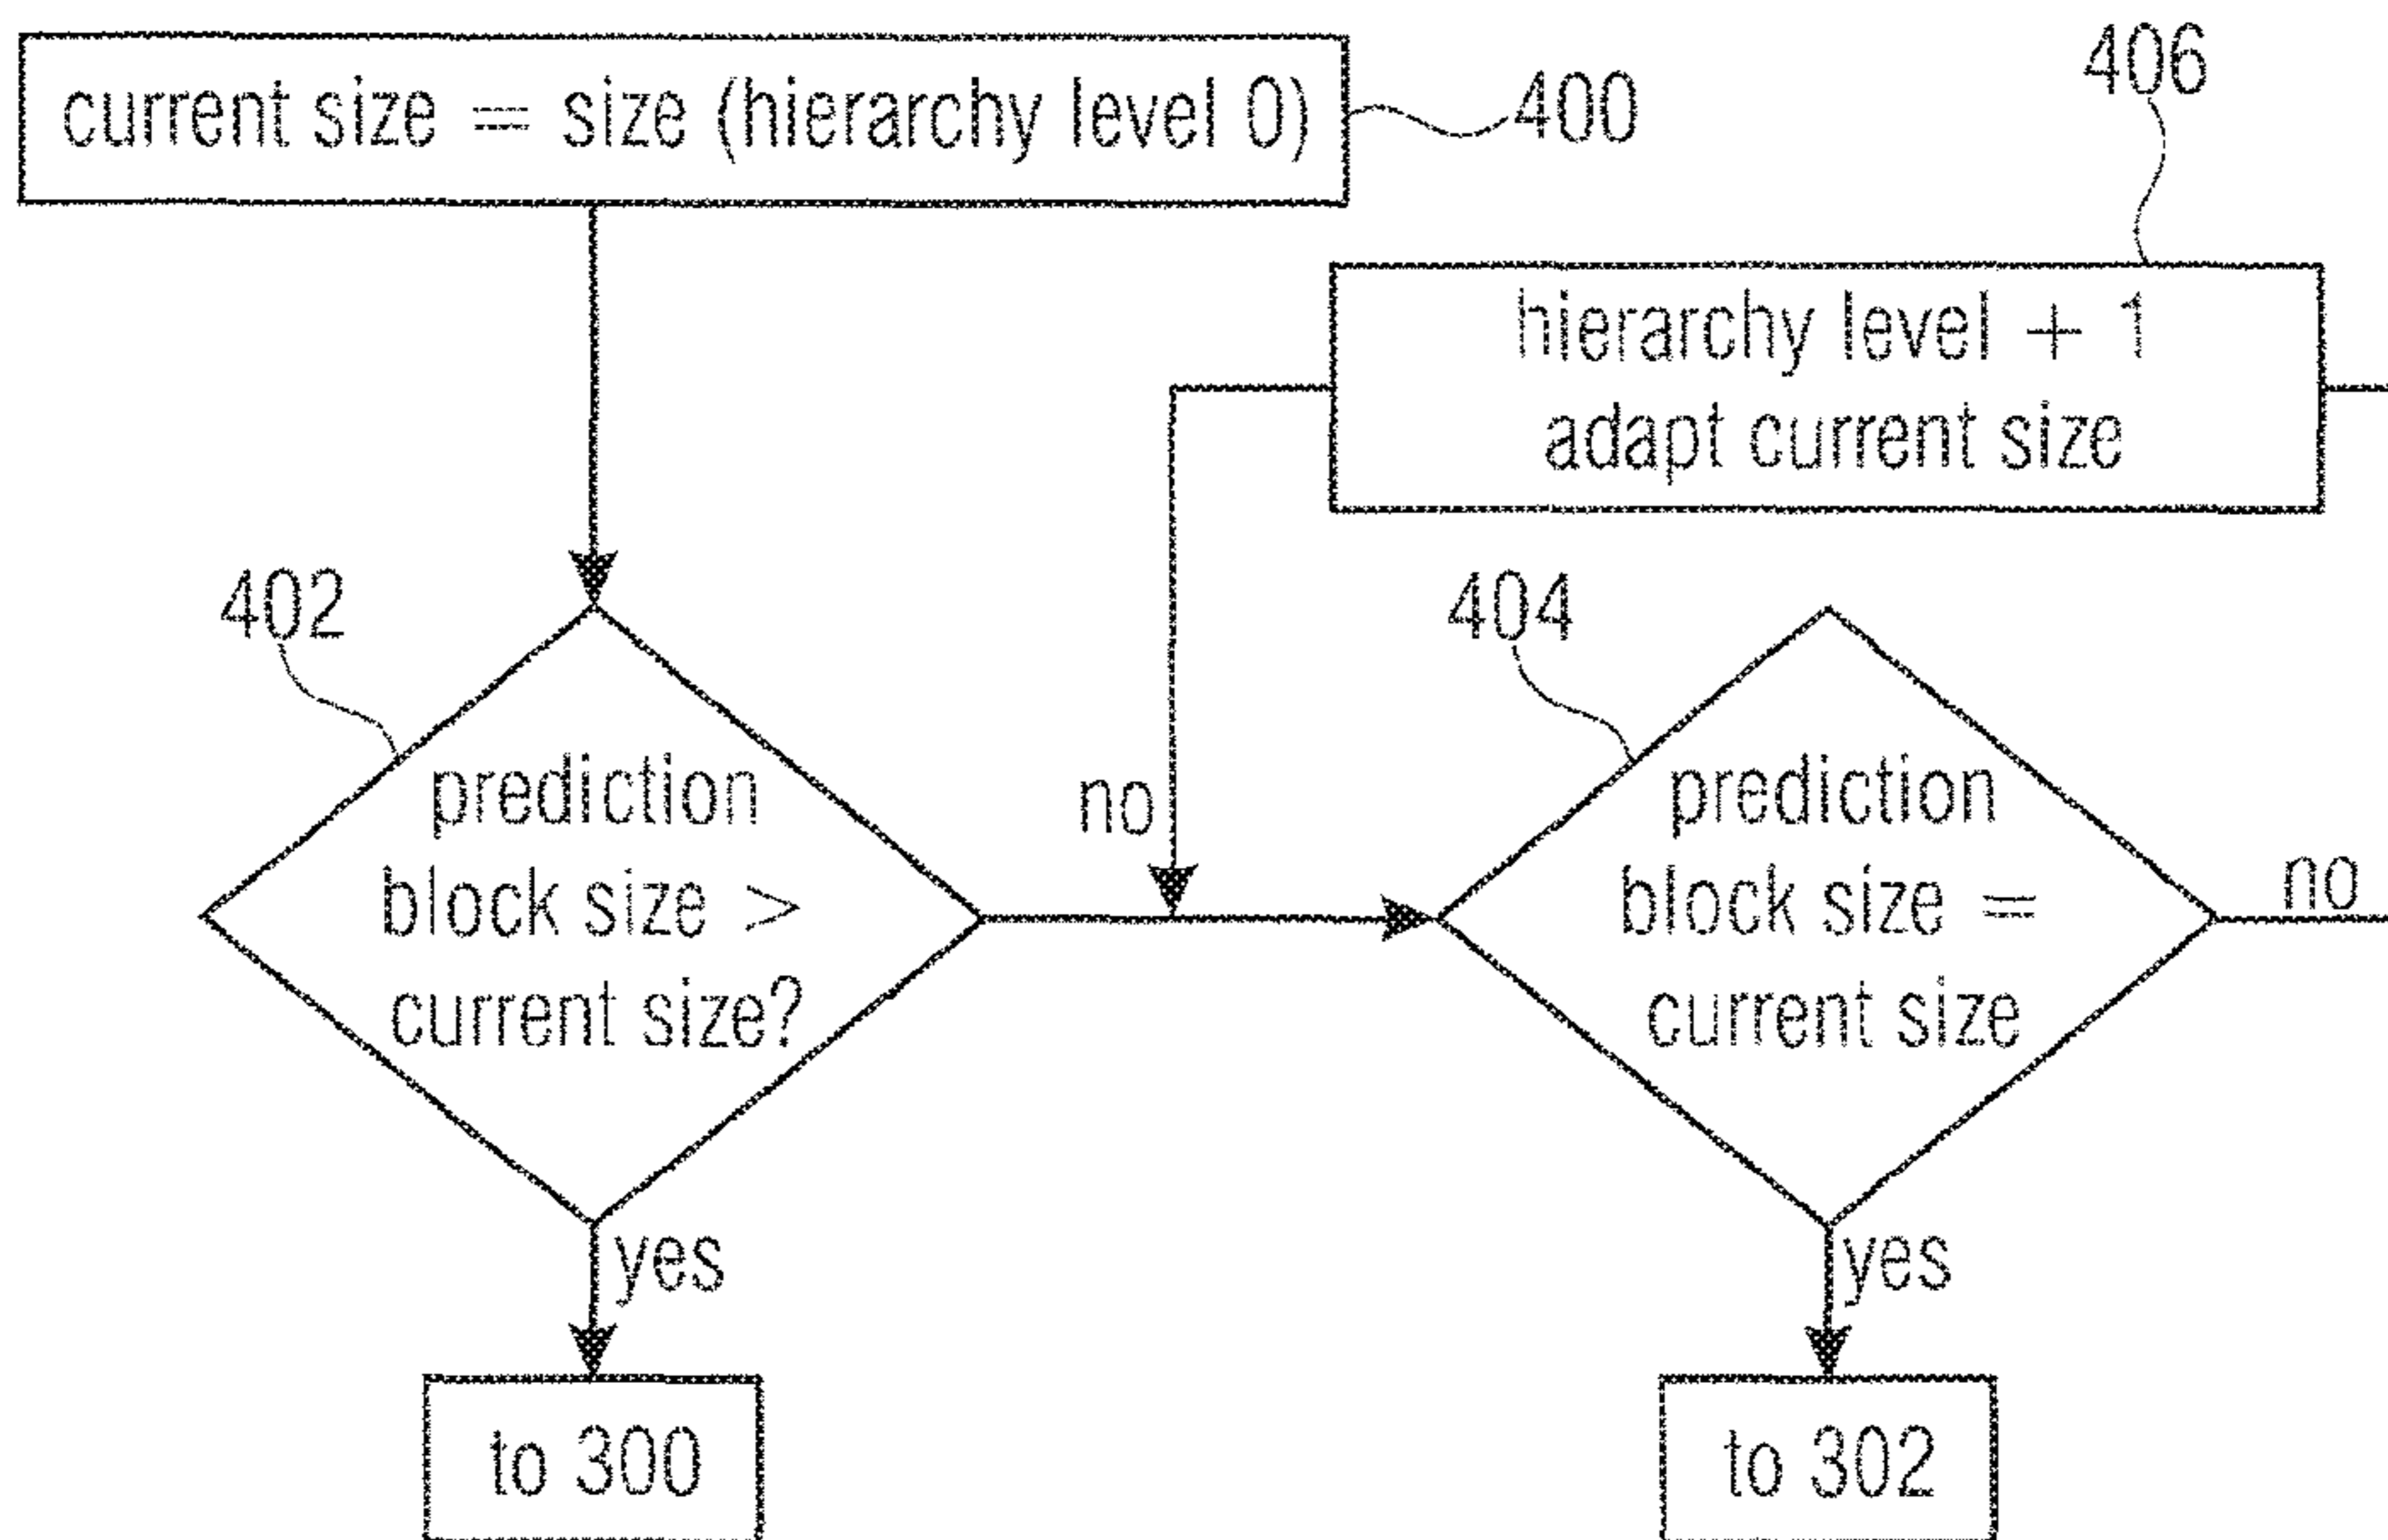 current size = size (hierarchy level 0)
400
406
hierarchy level + 1
adapt current size
402
prediction
block size >
current size?
no
404
prediction
block size =
current size
no
yes
yes
to 300
to 302